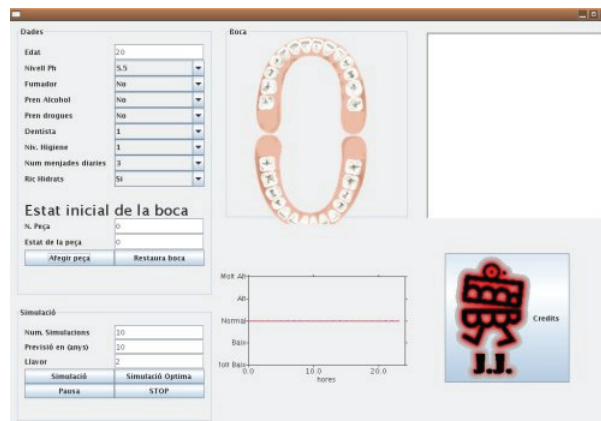 Dades
Edat 20
Nivell Ph 5.5
Fumador No
Pren Alcohol No
Pren drogues No
Dentista 1
Niv. Higiene 1
Num menjades diaries 3
Ric Hidrats Si
Estat inicial de la boca
N. Peça 0
Estat de la peça 0
Afegir peça Restaura boca
Simulació
Num. Simulacions 10
Previsió en (anys) 10
Llavor 2
Simulació Simulació Optima
Pausa STOP
Boca
Molt Alt
Alt
Normal
Baix
Molt Baix
0.0 10.0 20.0
hores
J.J.
Credits